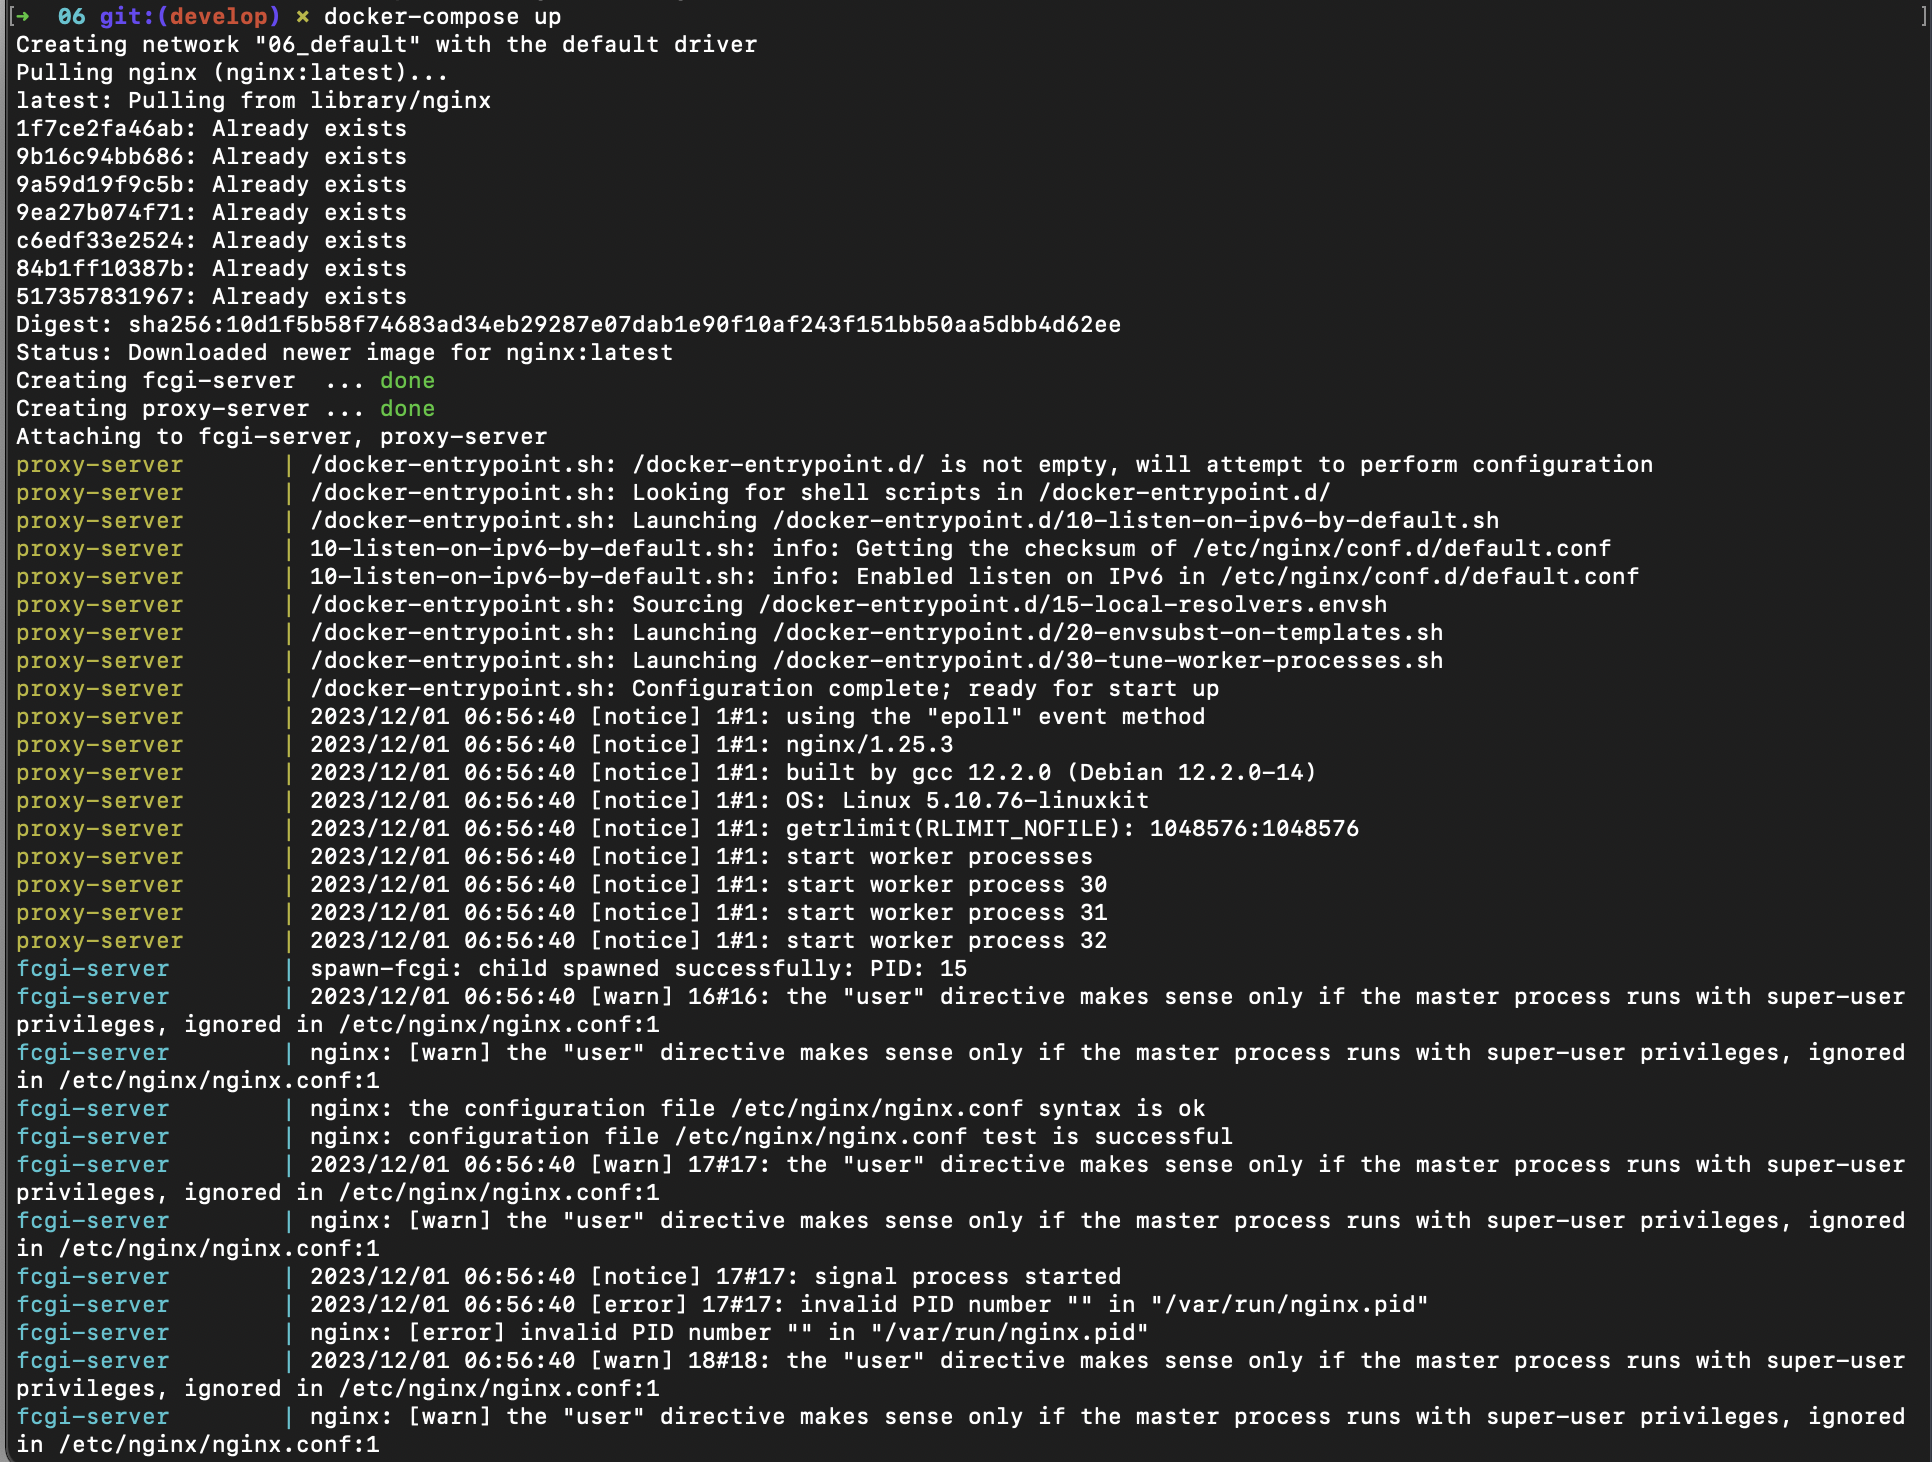 [➜  06 git:(develop) ✗ docker-compose up ]
Creating network "06_default" with the default driver
Pulling nginx (nginx:latest)...
latest: Pulling from library/nginx
1f7ce2fa46ab: Already exists
9b16c94bb686: Already exists
9a59d19f9c5b: Already exists
9ea27b074f71: Already exists
c6edf33e2524: Already exists
84b1ff10387b: Already exists
517357831967: Already exists
Digest: sha256:10d1f5b58f74683ad34eb29287e07dab1e90f10af243f151bb50aa5dbb4d62ee
Status: Downloaded newer image for nginx:latest
Creating fcgi-server  ... done
Creating proxy-server ... done
Attaching to fcgi-server, proxy-server
proxy-server       | /docker-entrypoint.sh: /docker-entrypoint.d/ is not empty, will attempt to perform configuration
proxy-server       | /docker-entrypoint.sh: Looking for shell scripts in /docker-entrypoint.d/
proxy-server       | /docker-entrypoint.sh: Launching /docker-entrypoint.d/10-listen-on-ipv6-by-default.sh
proxy-server       | 10-listen-on-ipv6-by-default.sh: info: Getting the checksum of /etc/nginx/conf.d/default.conf
proxy-server       | 10-listen-on-ipv6-by-default.sh: info: Enabled listen on IPv6 in /etc/nginx/conf.d/default.conf
proxy-server       | /docker-entrypoint.sh: Sourcing /docker-entrypoint.d/15-local-resolvers.envsh
proxy-server       | /docker-entrypoint.sh: Launching /docker-entrypoint.d/20-envsubst-on-templates.sh
proxy-server       | /docker-entrypoint.sh: Launching /docker-entrypoint.d/30-tune-worker-processes.sh
proxy-server       | /docker-entrypoint.sh: Configuration complete; ready for start up
proxy-server       | 2023/12/01 06:56:40 [notice] 1#1: using the "epoll" event method
proxy-server       | 2023/12/01 06:56:40 [notice] 1#1: nginx/1.25.3
proxy-server       | 2023/12/01 06:56:40 [notice] 1#1: built by gcc 12.2.0 (Debian 12.2.0-14)
proxy-server       | 2023/12/01 06:56:40 [notice] 1#1: OS: Linux 5.10.76-linuxkit
proxy-server       | 2023/12/01 06:56:40 [notice] 1#1: getrlimit(RLIMIT_NOFILE): 1048576:1048576
proxy-server       | 2023/12/01 06:56:40 [notice] 1#1: start worker processes
proxy-server       | 2023/12/01 06:56:40 [notice] 1#1: start worker process 30
proxy-server       | 2023/12/01 06:56:40 [notice] 1#1: start worker process 31
proxy-server       | 2023/12/01 06:56:40 [notice] 1#1: start worker process 32
fcgi-server        | spawn-fcgi: child spawned successfully: PID: 15
fcgi-server        | 2023/12/01 06:56:40 [warn] 16#16: the "user" directive makes sense only if the master process runs with super-user
privileges, ignored in /etc/nginx/nginx.conf:1
fcgi-server        | nginx: [warn] the "user" directive makes sense only if the master process runs with super-user privileges, ignored
in /etc/nginx/nginx.conf:1
fcgi-server        | nginx: the configuration file /etc/nginx/nginx.conf syntax is ok
fcgi-server        | nginx: configuration file /etc/nginx/nginx.conf test is successful
fcgi-server        | 2023/12/01 06:56:40 [warn] 17#17: the "user" directive makes sense only if the master process runs with super-user
privileges, ignored in /etc/nginx/nginx.conf:1
fcgi-server        | nginx: [warn] the "user" directive makes sense only if the master process runs with super-user privileges, ignored
in /etc/nginx/nginx.conf:1
fcgi-server        | 2023/12/01 06:56:40 [notice] 17#17: signal process started
fcgi-server        | 2023/12/01 06:56:40 [error] 17#17: invalid PID number "" in "/var/run/nginx.pid"
fcgi-server        | nginx: [error] invalid PID number "" in "/var/run/nginx.pid"
fcgi-server        | 2023/12/01 06:56:40 [warn] 18#18: the "user" directive makes sense only if the master process runs with super-user
privileges, ignored in /etc/nginx/nginx.conf:1
fcgi-server        | nginx: [warn] the "user" directive makes sense only if the master process runs with super-user privileges, ignored
in /etc/nginx/nginx.conf:1